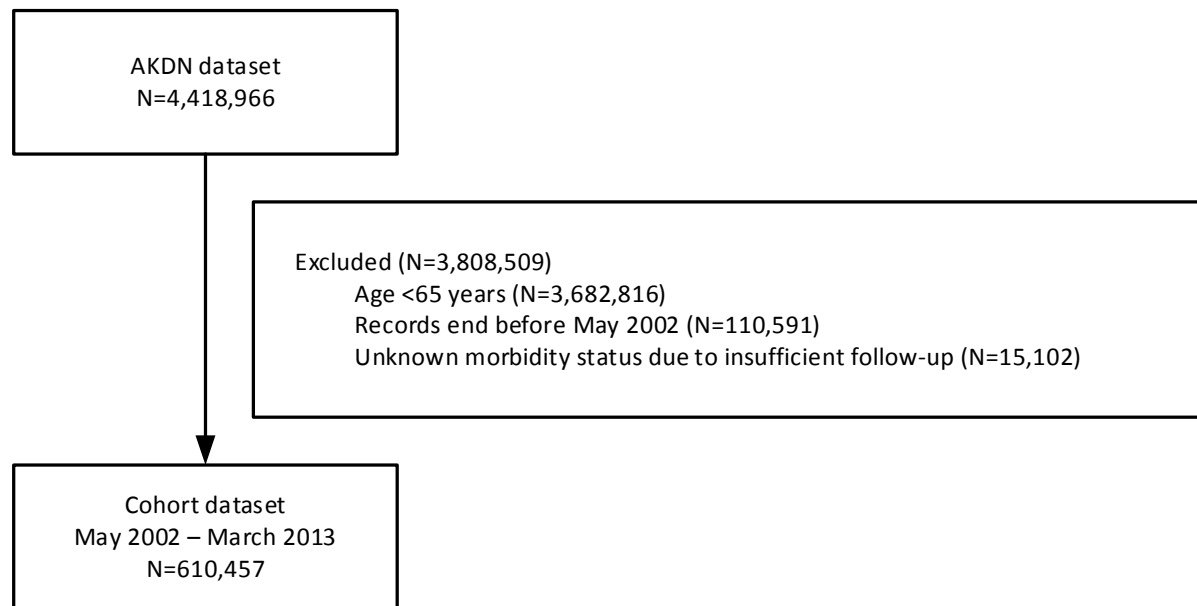 AKDN dataset
N=4,418,966
Excluded (N=3,808,509)
Age <65 years (N=3,682,816)
Records end before May 2002 (N=110,591)
Unknown morbidity status due to insufficient follow-up (N=15,102)
Cohort dataset
May 2002 – March 2013
N=610,457